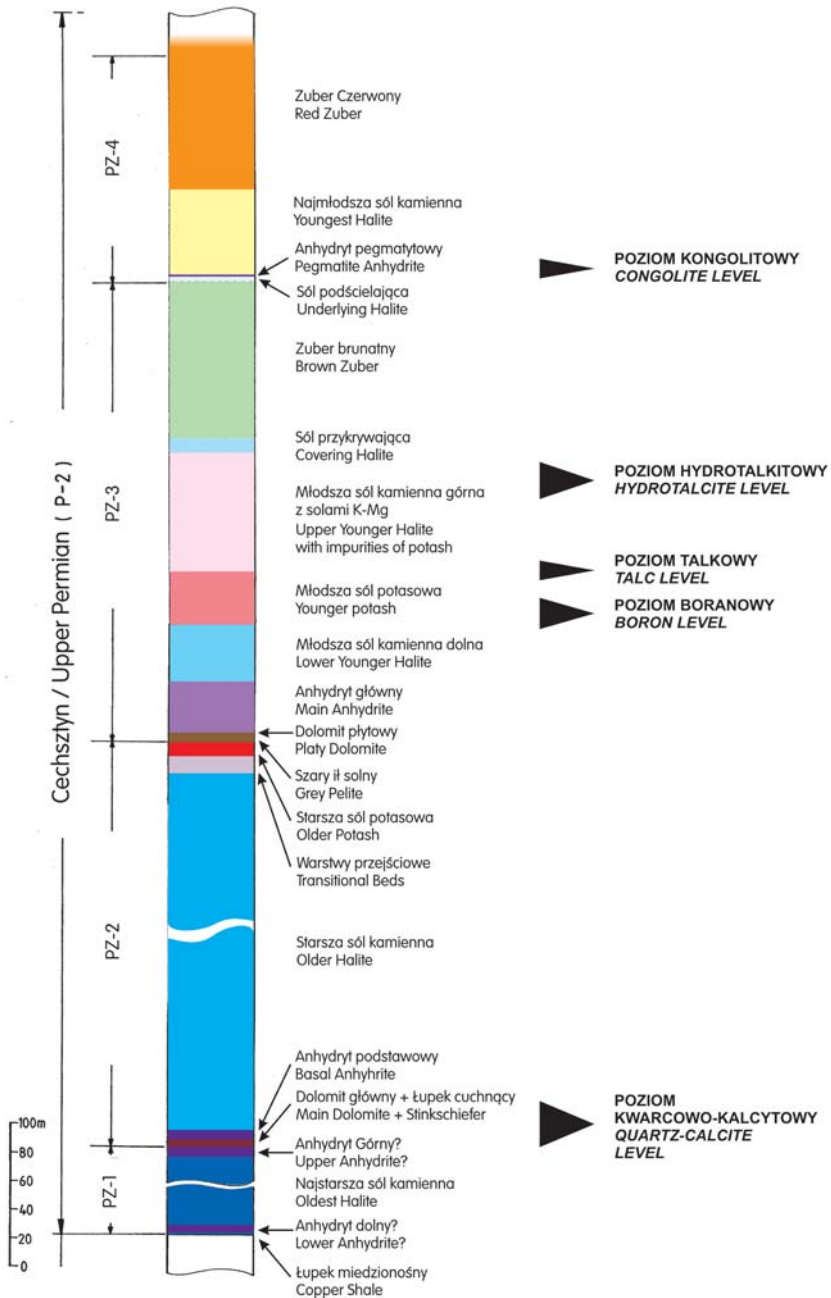 Zuber Czerwony
Red Zuber
Najmłodsza sól kamienna
Youngest Halite
Anhydryt pegmatytowy
Pegmatite Anhydrite
Sól podścielająca
Underlying Halite
Zuber brunatny
Brown Zuber
Sól przykrywająca
Covering Halite
Młodsza sól kamienna górna
z solami K-Mg
Upper Younger Halite
with impurities of potash
Młodsza sól potasowa
Younger potash
Młodsza sól kamienna dolna
Lower Younger Halite
Anhydryt główny
Main Anhydrite
Dolomit płytowy
Platy Dolomite
Szary ił solny
Grey Pelite
Starsza sól potasowa
Older Potash
Warstwy przejściowe
Transitional Beds
Starsza sól kamienna
Older Halite
Anhydryt podstawowy
Basal Anhyhrite
Dolomit główny + Łupek cuchnący
Main Dolomite + Stinkschiefer
Anhydryt Górny?
Upper Anhydrite?
Najstarsza sól kamienna
Oldest Halite
Anhydryt dolny?
Lower Anhydrite?
Łupek miedzionośny
Copper Shale
POZIOM KONGOLITOWY
CONGOLITE LEVEL
POZIOM HYDROTALKITOWY
HYDROTALCITE LEVEL
POZIOM TALKOWY
TALC LEVEL
POZIOM BORANOWY
BORON LEVEL
POZIOM
KWARCOWO-KALCYTOWY
QUARTZ-CALCITE
LEVEL
Cechsztyn / Upper Permian ( P-2 )
PZ-4
PZ-3
PZ-2
PZ-1
100m
80
60
40
20
0